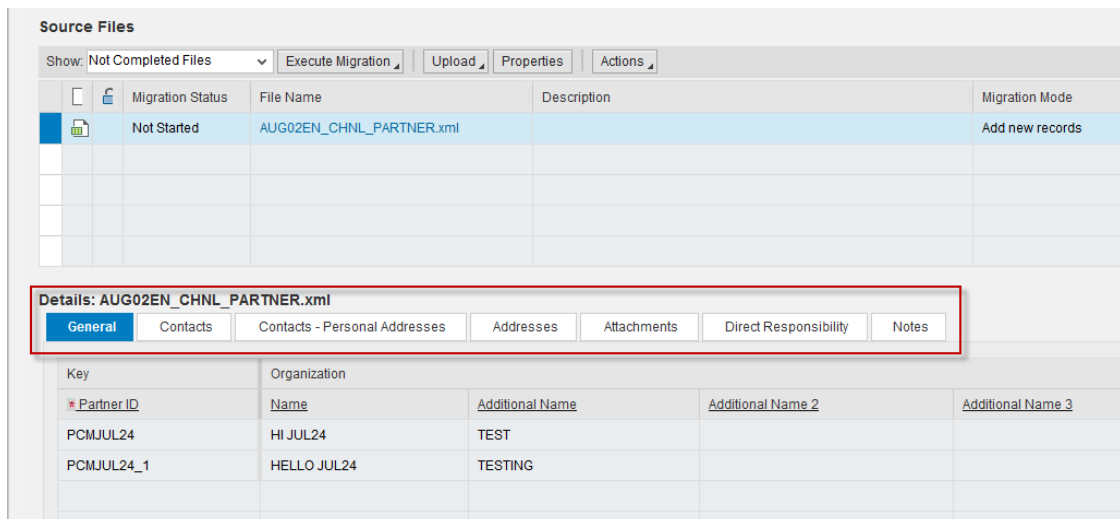 Source Files
Show: Not Completed Files Execute Migration Upload Properties Actions
Migration Status File Name Description Migration Mode
Not Started AUG02EN_CHNL_PARTNER.xml Add new records
Details: AUG02EN_CHNL_PARTNER.xml
General Contacts Contacts - Personal Addresses Addresses Attachments Direct Responsibility Notes
Key Organization
* Partner ID Name Additional Name Additional Name 2 Additional Name 3
PCMJUL24 HI JUL24 TEST
PCMJUL24_1 HELLO JUL24 TESTING